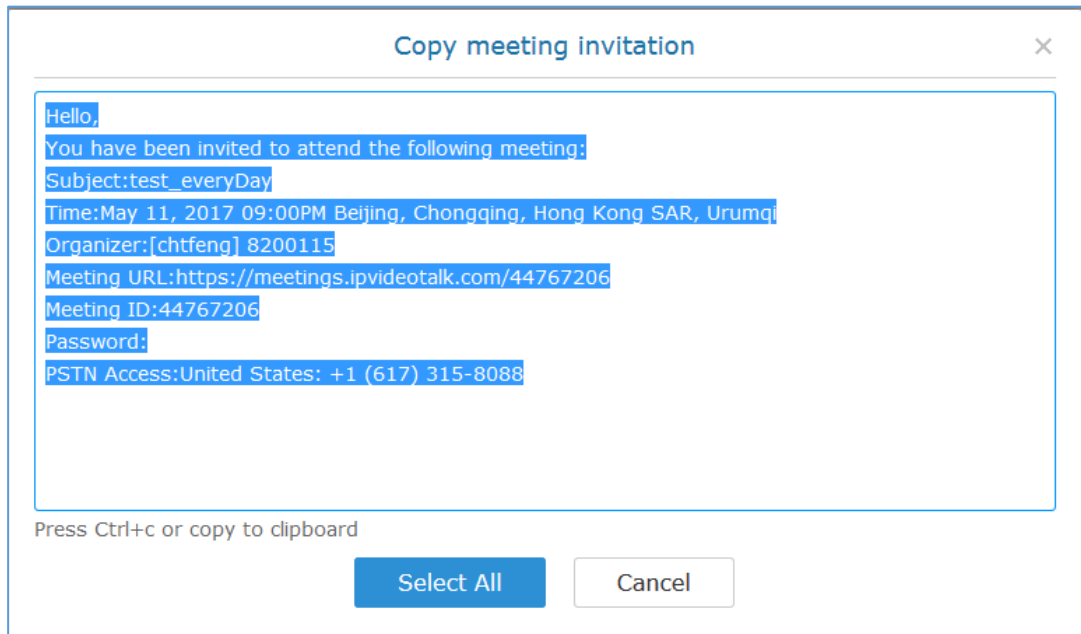 Copy meeting invitation
Hello,
You have been invited to attend the following meeting:
Subject:test_everyDay
Time:May 11, 2017 09:00PM Beijing, Chongqing, Hong Kong SAR, Urumqi
Organizer:[chtfeng] 8200115
Meeting URL:https://meetings.ipvideotalk.com/44767206
Meeting ID:44767206
Password:
PSTN Access:United States: +1 (617) 315-8088
Press Ctrl+c or copy to clipboard
Select All
Cancel